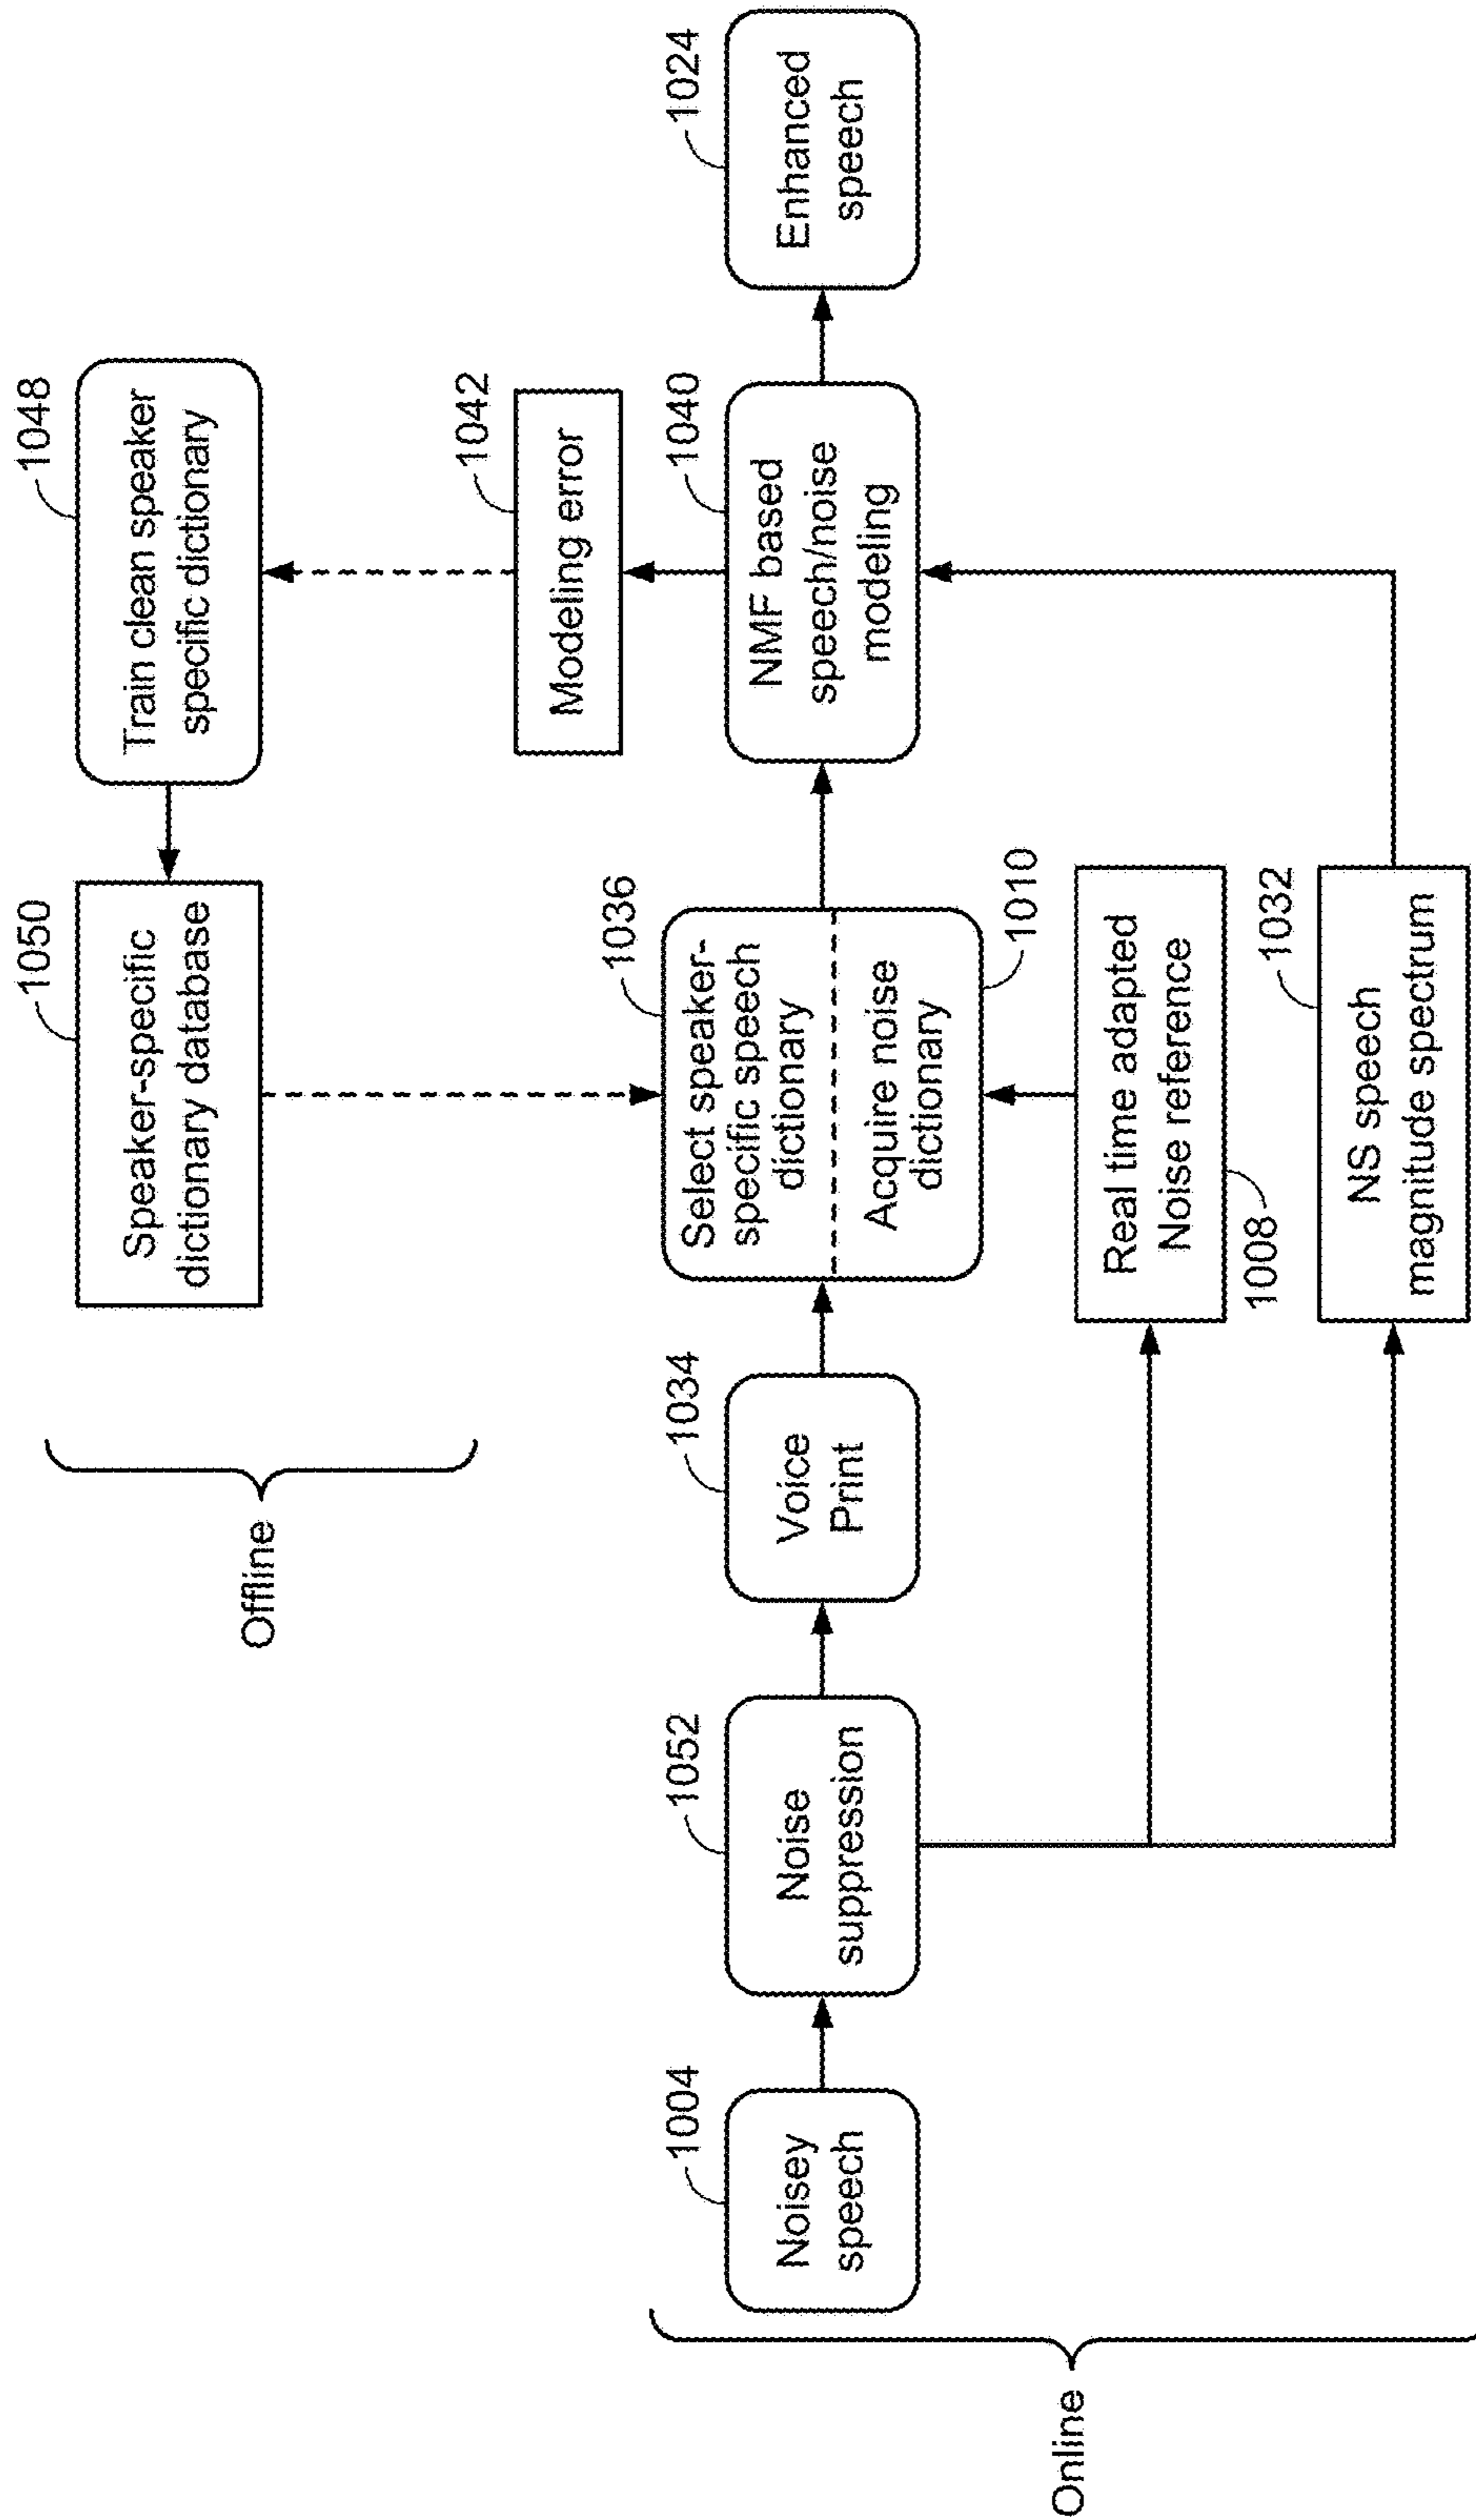 Offline
1050
Speaker-specific
dictionary database
1048
Train clean speaker
specific dictionary
1042
Modeling error
Online
1004
Noisey
speech
1052
Noise
suppression
1034
Voice
Print
1036
Select speaker-
specific speech
dictionary
Acquire noise
dictionary
1010
1040
NMF based
speech/noise
modeling
1024
Enhanced
speech
Real time adapted
Noise reference
1008
1032
NS speech
magnitude spectrum